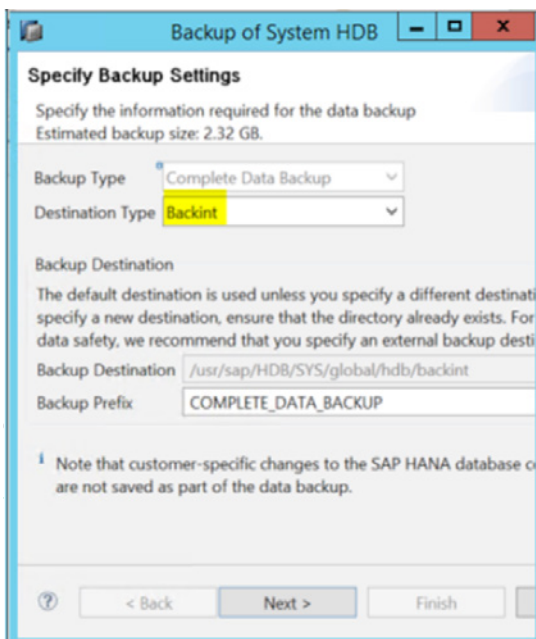 Backup of System HDB
Specify Backup Settings
Specify the information required for the data backup
Estimated backup size: 2.32 GB.
Backup Type Complete Data Backup
Destination Type Backint
Backup Destination
The default destination is used unless you specify a different destinati
specify a new destination, ensure that the directory already exists. For
data safety, we recommend that you specify an external backup desti
Backup Destination /usr/sap/HDB/SYS/global/hdb/backint
Backup Prefix COMPLETE_DATA_BACKUP
i Note that customer-specific changes to the SAP HANA database c
are not saved as part of the data backup.
? < Back Next > Finish